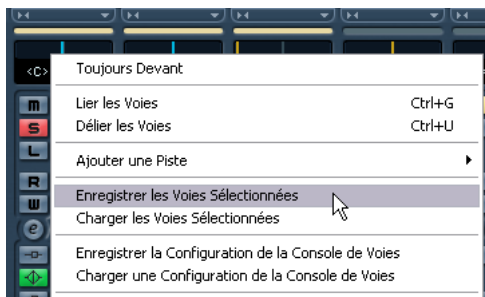 <C>
Toujours Devant
m
Lier les Voies Ctrl+G
S
Délier les Voies Ctrl+U
L
Ajouter une Piste
R
Enregistrer les Voies Sélectionnées
W
Charger les Voies Sélectionnées
e
Enregistrer la Configuration de la Console de Voies
Charger une Configuration de la Console de Voies